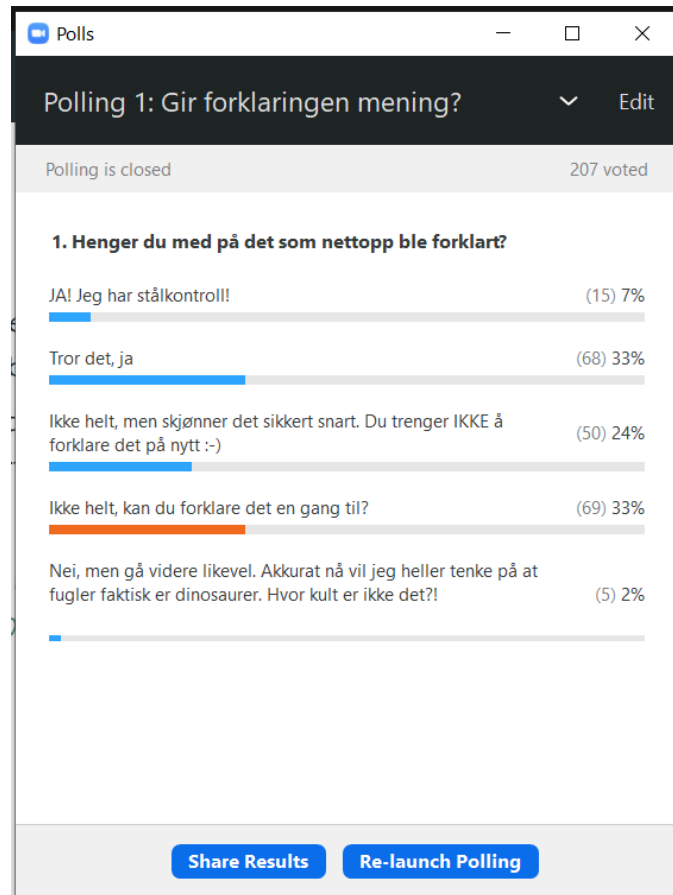 Polls
Polling 1: Gir forklaringen mening?
Edit
Polling is closed
207 voted
1. Henger du med på det som nettopp ble forklart?
JA! Jeg har stålkontroll!
(15) 7%
Tror det, ja
(68) 33%
Ikke helt, men skjønner det sikkert snart. Du trenger IKKE å
forklare det på nytt :-)
(50) 24%
Ikke helt, kan du forklare det en gang til?
(69) 33%
Nei, men gå videre likevel. Akkurat nå vil jeg heller tenke på at
fugler faktisk er dinosaurer. Hvor kult er ikke det?!
(5) 2%
Share Results
Re-launch Polling